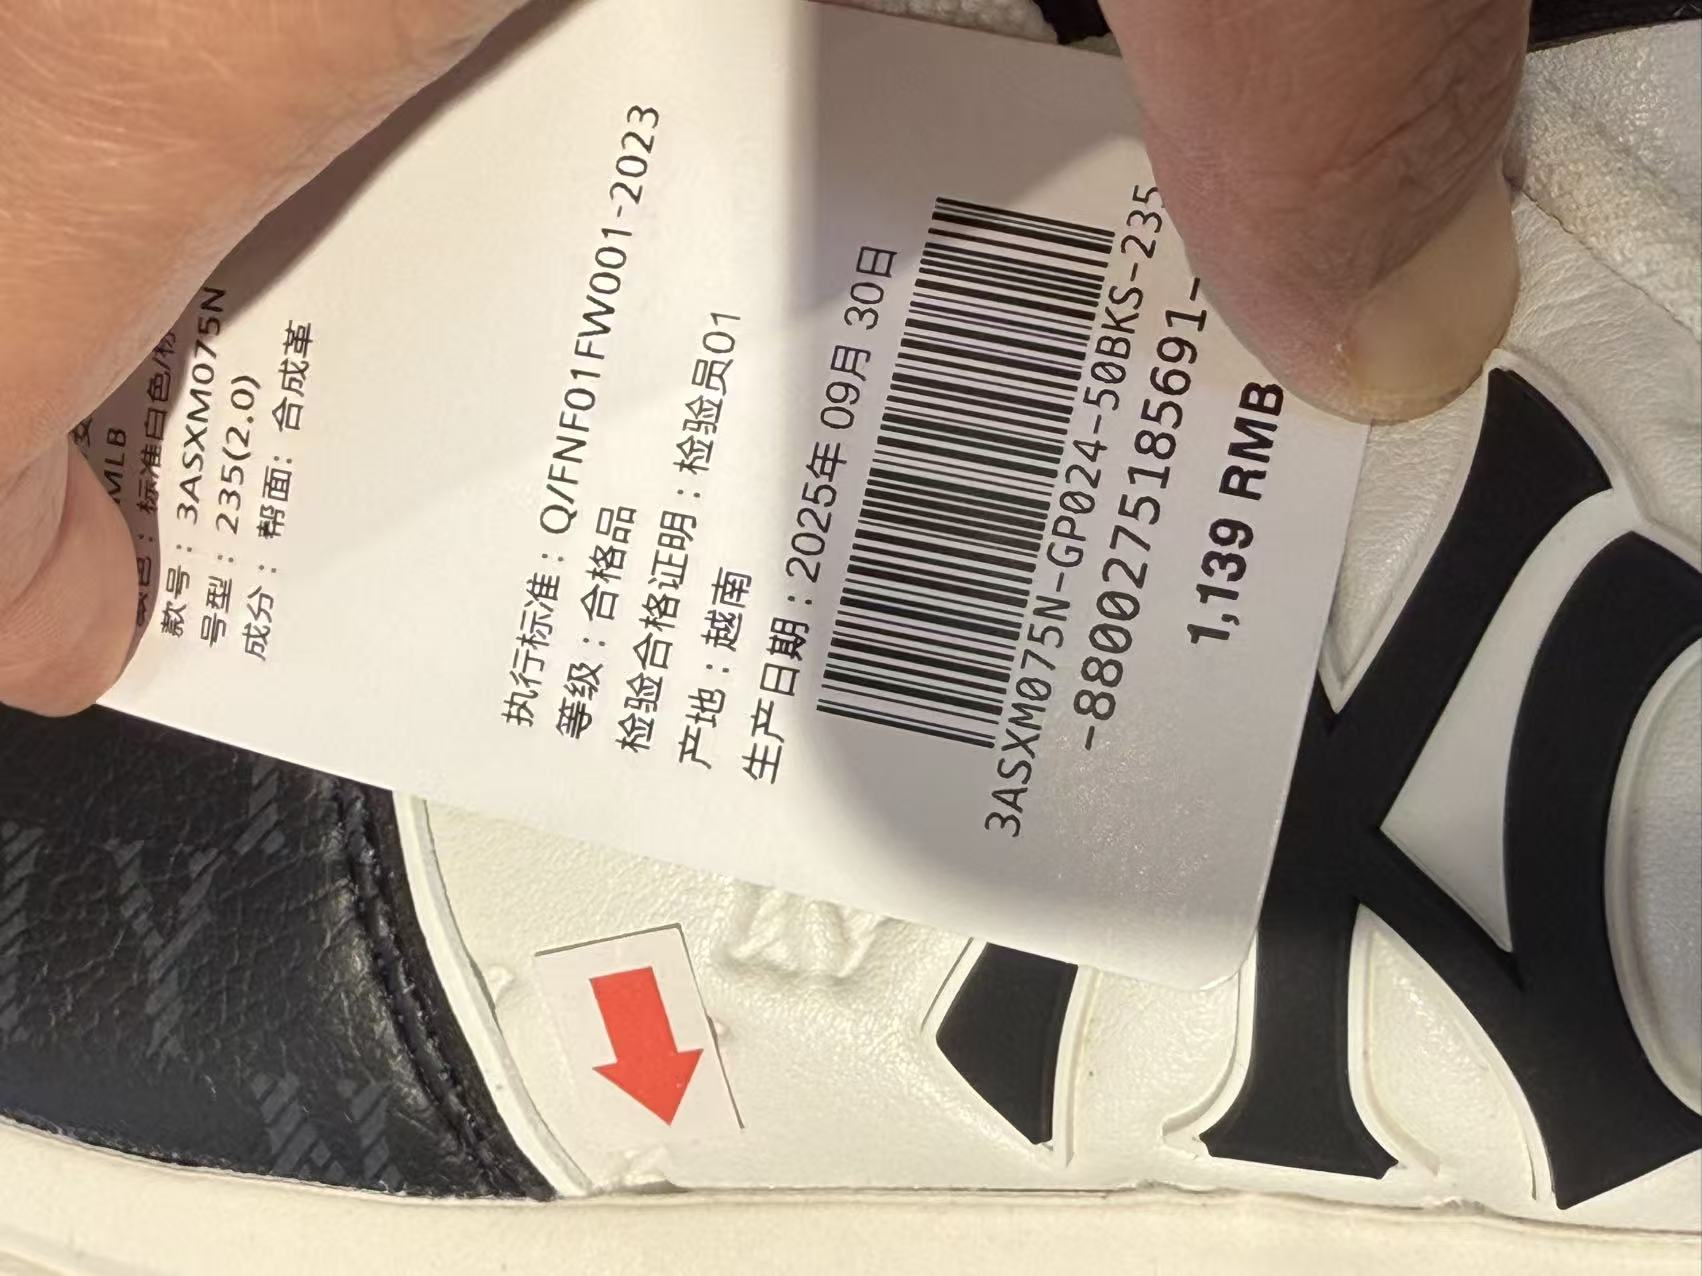 MLB
标准白色/标
款号：3ASXM075N
号型：235(2.0)
成分： 帮面：合成革
执行标准：Q/FNF01FW001-2023
等级：合格品
检验合格证明：检验员01
产地：越南
生产日期：2025年 09月 30日
3ASXM075N-GP024-50BKS-235
-8800275185691-
1,139 RMB